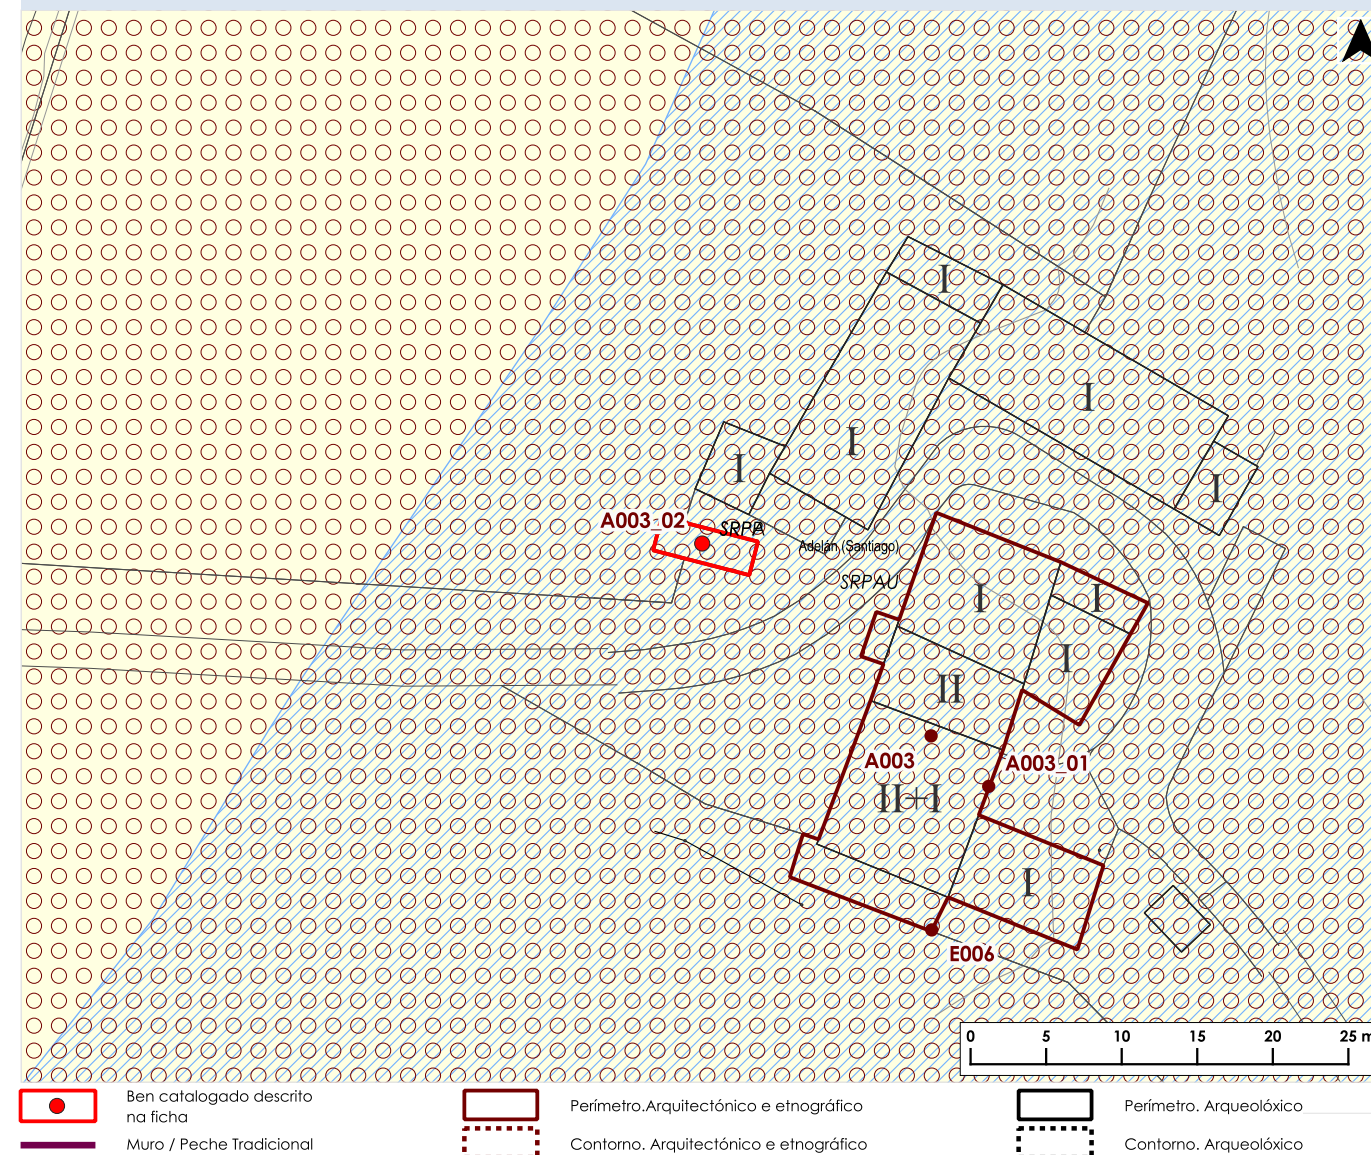 I
I
I
I
I
A003_02
SRPA
Adelán (Santiago)
SRPAU
I
I
I
II
A003
A003_01
II+I
I
E006
0 5 10 15 20 25 m
Ben catalogado descrito
na ficha
Perímetro.Arquitectónico e etnográfico
Perímetro. Arqueolóxico
Muro / Peche Tradicional
Contorno. Arquitectónico e etnográfico
Contorno. Arqueolóxico